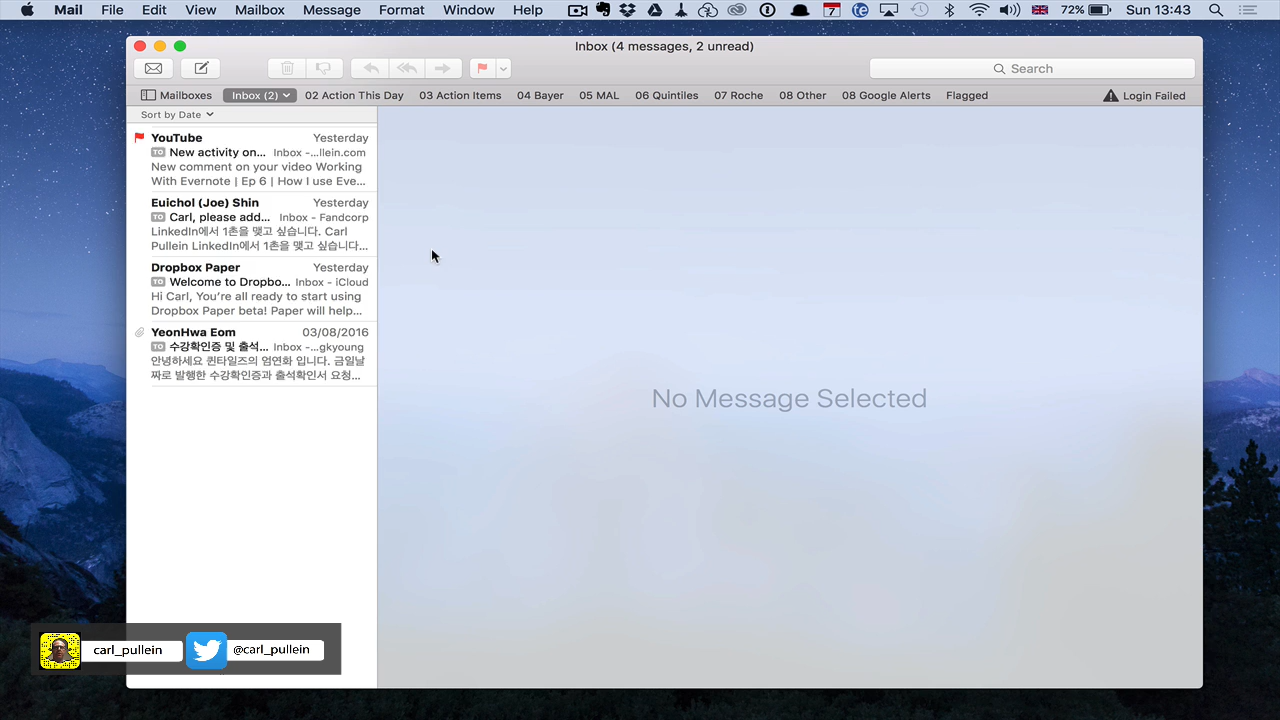 Mail File Edit View Mailbox Message Format Window Help 7 72% Sun 13:43
Inbox (4 messages, 2 unread)
Search
Mailboxes Inbox (2) 02 Action This Day 03 Action Items 04 Bayer 05 MAL 06 Quintiles 07 Roche 08 Other 08 Google Alerts Flagged Login Failed
Sort by Date
YouTube Yesterday
TO New activity on... Inbox -...llein.com
New comment on your video Working
With Evernote | Ep 6 | How I use Eve...
Euichol (Joe) Shin Yesterday
TO Carl, please add... Inbox - Fandcorp
LinkedIn에서 1촌을 맺고 싶습니다. Carl
Pullein LinkedIn에서 1촌을 맺고 싶습니다...
Dropbox Paper Yesterday
TO Welcome to Dropbo... Inbox - iCloud
Hi Carl, You're all ready to start using
Dropbox Paper beta! Paper will help...
YeonHwa Eom 03/08/2016
TO 수강확인증 및 출석... Inbox -...gkyoung
안녕하세요 퀸타일즈의 엄연화 입니다. 금일날
짜로 발행한 수강확인증과 출석확인서 요청...
No Message Selected
carl_pullein @carl_pullein